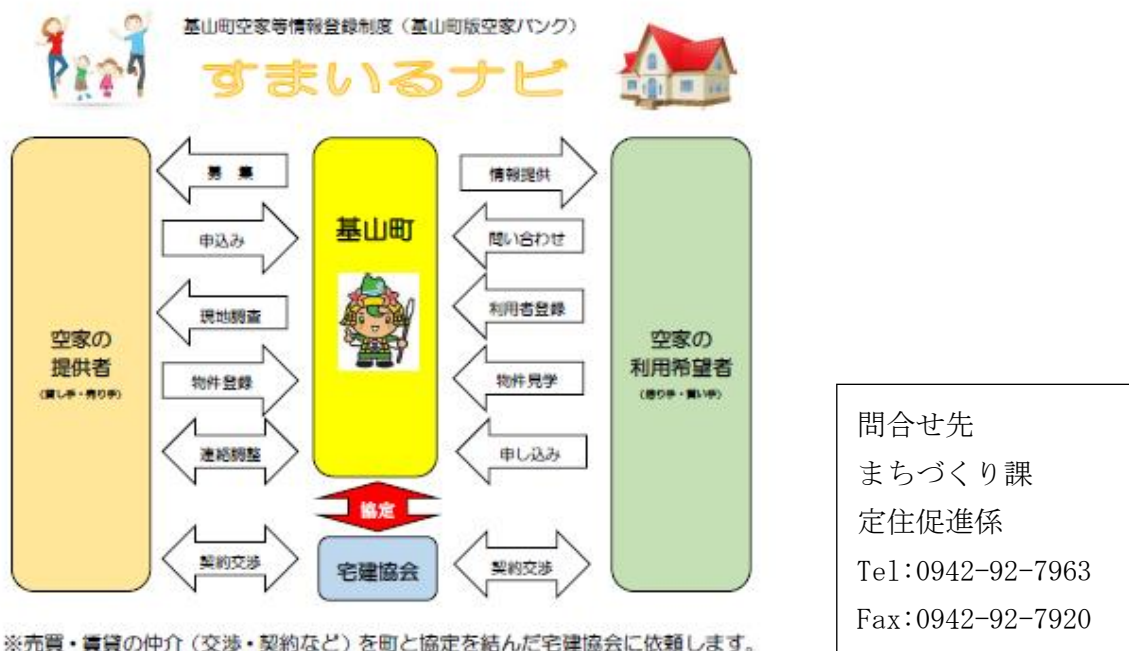 基山町空家等情報登録制度（基山町版空家バンク）
すまいるナビ
空家の
提供者
（貸し手・売り手）
募　集
申込み
現地調査
物件登録
連絡調整
契約交渉
基山町
協定
宅建協会
情報提供
問い合わせ
利用者登録
物件見学
申し込み
契約交渉
空家の
利用希望者
（借り手・買い手）
※売買・賃貸の仲介（交渉・契約など）を町と協定を結んだ宅建協会に依頼します。
問合せ先
まちづくり課
定住促進係
Tel:0942-92-7963
Fax:0942-92-7920